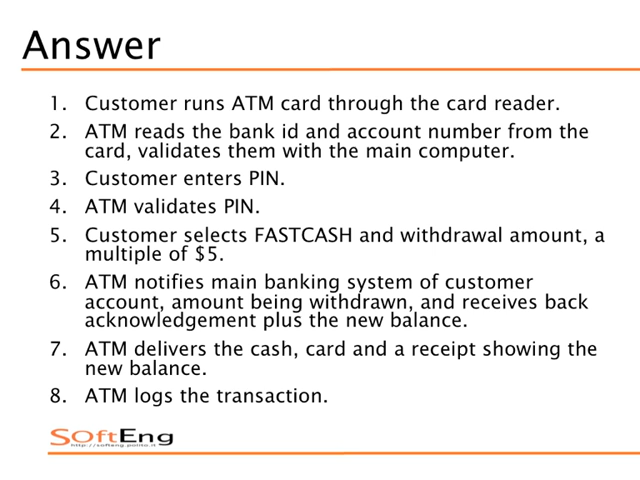 Answer
1. Customer runs ATM card through the card reader.
2. ATM reads the bank id and account number from the
card, validates them with the main computer.
3. Customer enters PIN.
4. ATM validates PIN.
5. Customer selects FASTCASH and withdrawal amount, a
multiple of $5.
6. ATM notifies main banking system of customer
account, amount being withdrawn, and receives back
acknowledgement plus the new balance.
7. ATM delivers the cash, card and a receipt showing the
new balance.
8. ATM logs the transaction.
SOftEng
http://softeng.polito.it